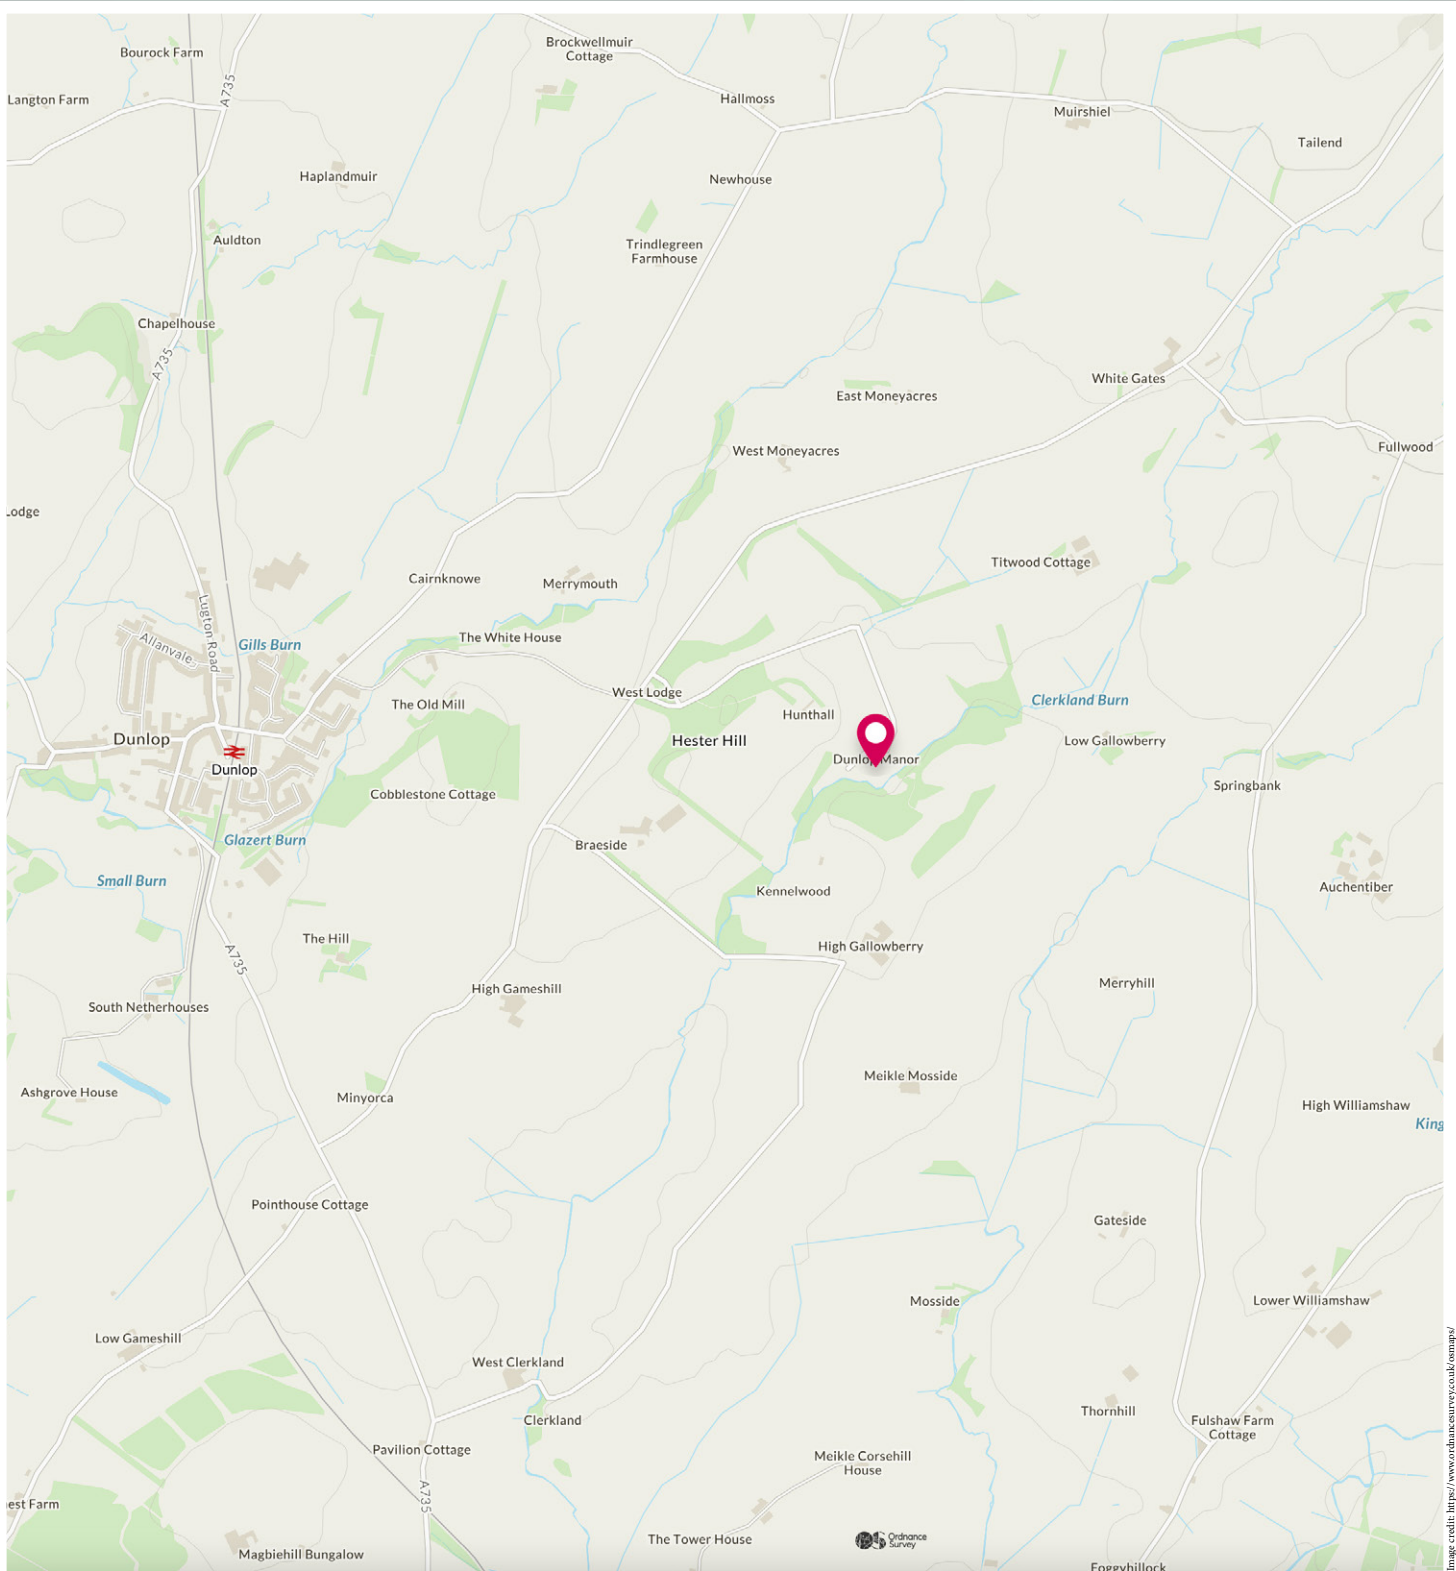 Bourock Farm
Brockwellmuir
Cottage
Langton Farm
A735
Hallmoss
Muirshiel
Tailend
Haplandmuir
Newhouse
Auldton
Trindlegreen
Farmhouse
Chapelhouse
A735
White Gates
East Moneyacres
West Moneyacres
Fullwood
Lodge
Titwood Cottage
Cairnknowe
Merrymouth
Lugton Road
Allanvale
Gills Burn
The White House
West Lodge
The Old Mill
Clerkland Burn
Hunthall
Dunlop
Hester Hill
Low Gallowberry
Dunlop
Dunlop Manor
Springbank
Cobblestone Cottage
Glazert Burn
Braeside
Small Burn
Kennelwood
Auchentiber
The Hill
High Gallowberry
A735
High Gameshill
Merryhill
South Netherhouses
Meikle Mosside
Ashgrove House
Minyorca
High Williamshaw
King
Pointhouse Cottage
Gateside
Mosside
Lower Williamshaw
Low Gameshill
West Clerkland
Clerkland
Thornhill
Fulshaw Farm
Cottage
Pavilion Cottage
Meikle Corsehill
House
A735
est Farm
The Tower House
Ordnance
Survey
Magbiehill Bungalow
Foggyhillock
Image credit: https://www.ordnancesurvey.co.uk/osmaps/